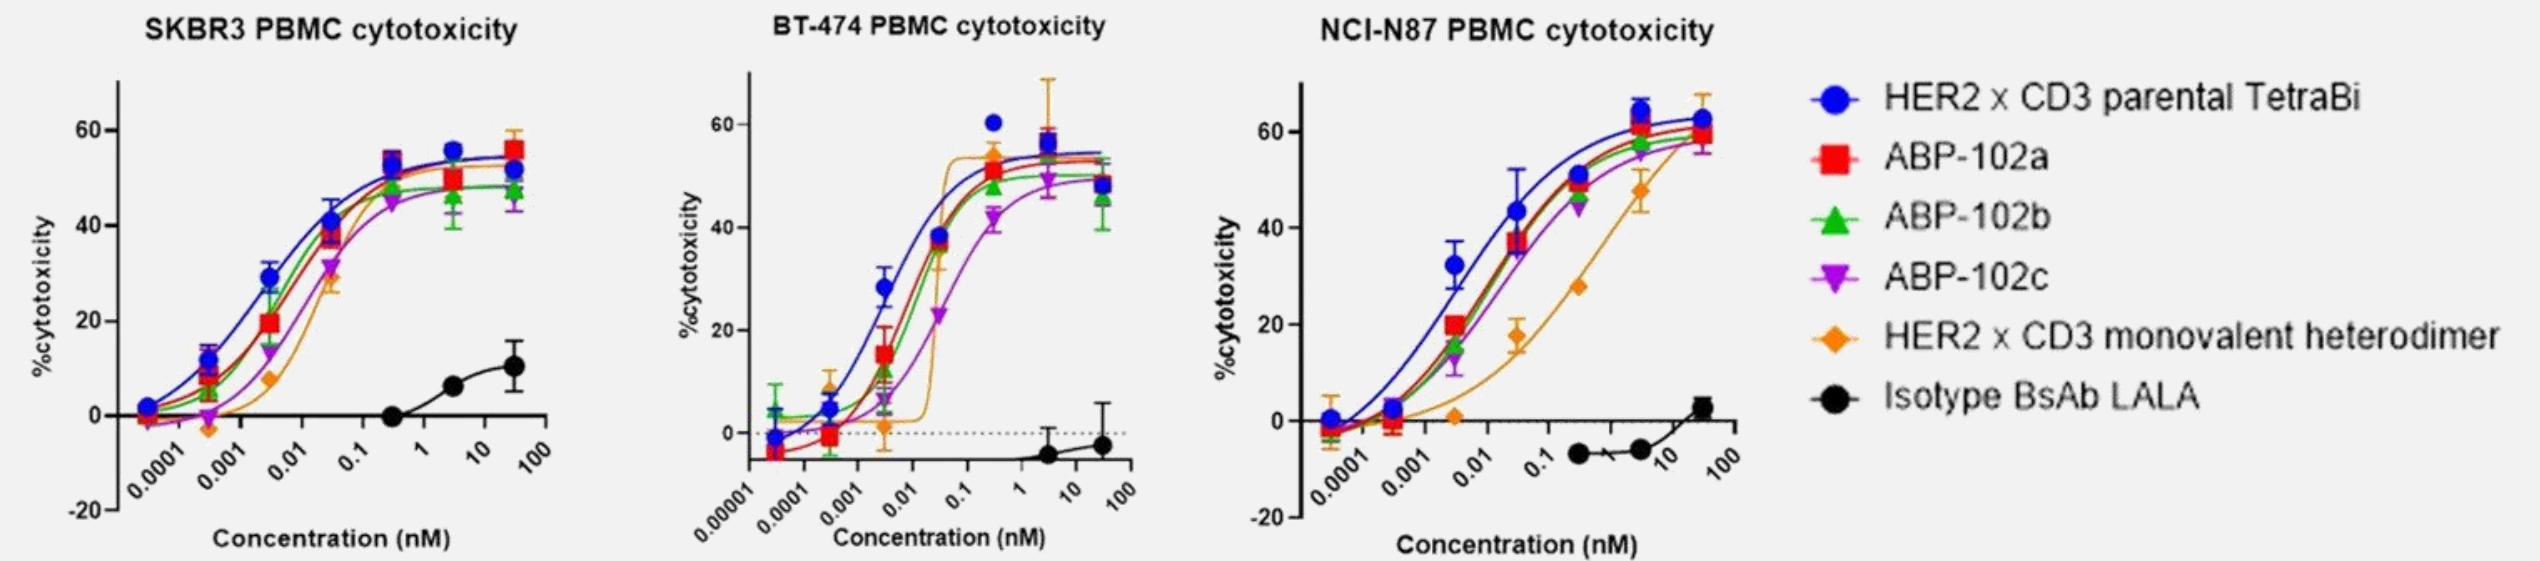 SKBR3 PBMC cytotoxicity
%cytotoxicity
60
40
20
0
-20
0.0001
0.001
0.01
0.1
1
10
100
Concentration (nM)
BT-474 PBMC cytotoxicity
%cytotoxicity
60
40
20
0
0.00001
0.0001
0.001
0.01
0.1
1
10
100
Concentration (nM)
NCI-N87 PBMC cytotoxicity
%cytotoxicity
60
40
20
0
-20
0.0001
0.001
0.01
0.1
1
10
100
Concentration (nM)
HER2 x CD3 parental TetraBi
ABP-102a
ABP-102b
ABP-102c
HER2 x CD3 monovalent heterodimer
Isotype BsAb LALA